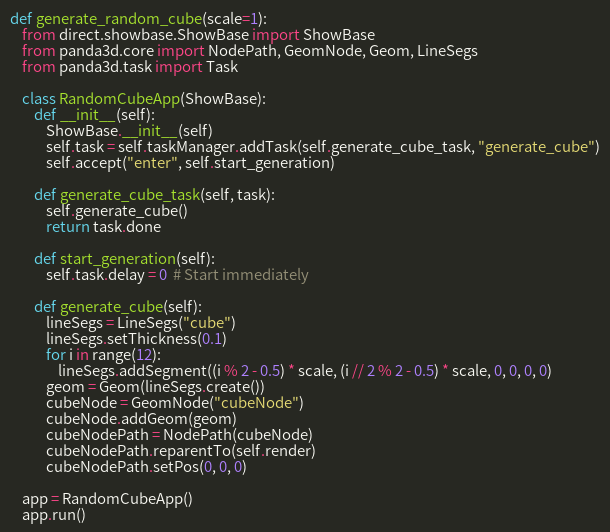 def generate_random_cube(scale=1):
from direct.showbase.ShowBase import ShowBase
from panda3d.core import NodePath, GeomNode, Geom, LineSegs
from panda3d.task import Task
class RandomCubeApp(ShowBase):
def __init__(self):
ShowBase.__init__(self)
self.task = self.taskManager.addTask(self.generate_cube_task, "generate_cube")
self.accept("enter", self.start_generation)
def generate_cube_task(self, task):
self.generate_cube()
return task.done
def start_generation(self):
self.task.delay = 0  # Start immediately
def generate_cube(self):
lineSegs = LineSegs("cube")
lineSegs.setThickness(0.1)
for i in range(12):
lineSegs.addSegment((i % 2 - 0.5) * scale, (i // 2 % 2 - 0.5) * scale, 0, 0, 0, 0)
geom = Geom(lineSegs.create())
cubeNode = GeomNode("cubeNode")
cubeNode.addGeom(geom)
cubeNodePath = NodePath(cubeNode)
cubeNodePath.reparentTo(self.render)
cubeNodePath.setPos(0, 0, 0)
app = RandomCubeApp()
app.run()